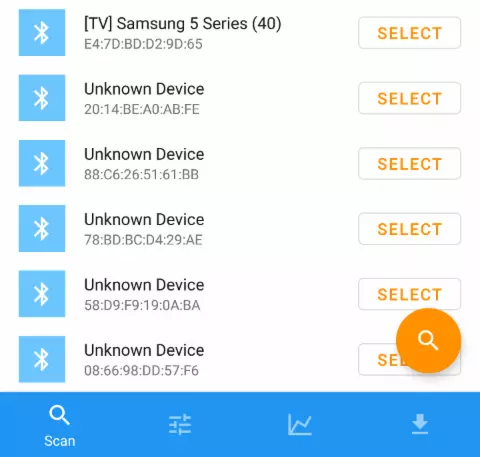 [TV] Samsung 5 Series (40)
E4:7D:BD:D2:9D:65
SELECT
Unknown Device
20:14:BE:A0:AB:FE
SELECT
Unknown Device
88:C6:26:51:61:BB
SELECT
Unknown Device
78:BD:BC:D4:29:AE
SELECT
Unknown Device
58:D9:F9:19:0A:BA
SELECT
Unknown Device
08:66:98:DD:57:F6
SELECT
Scan